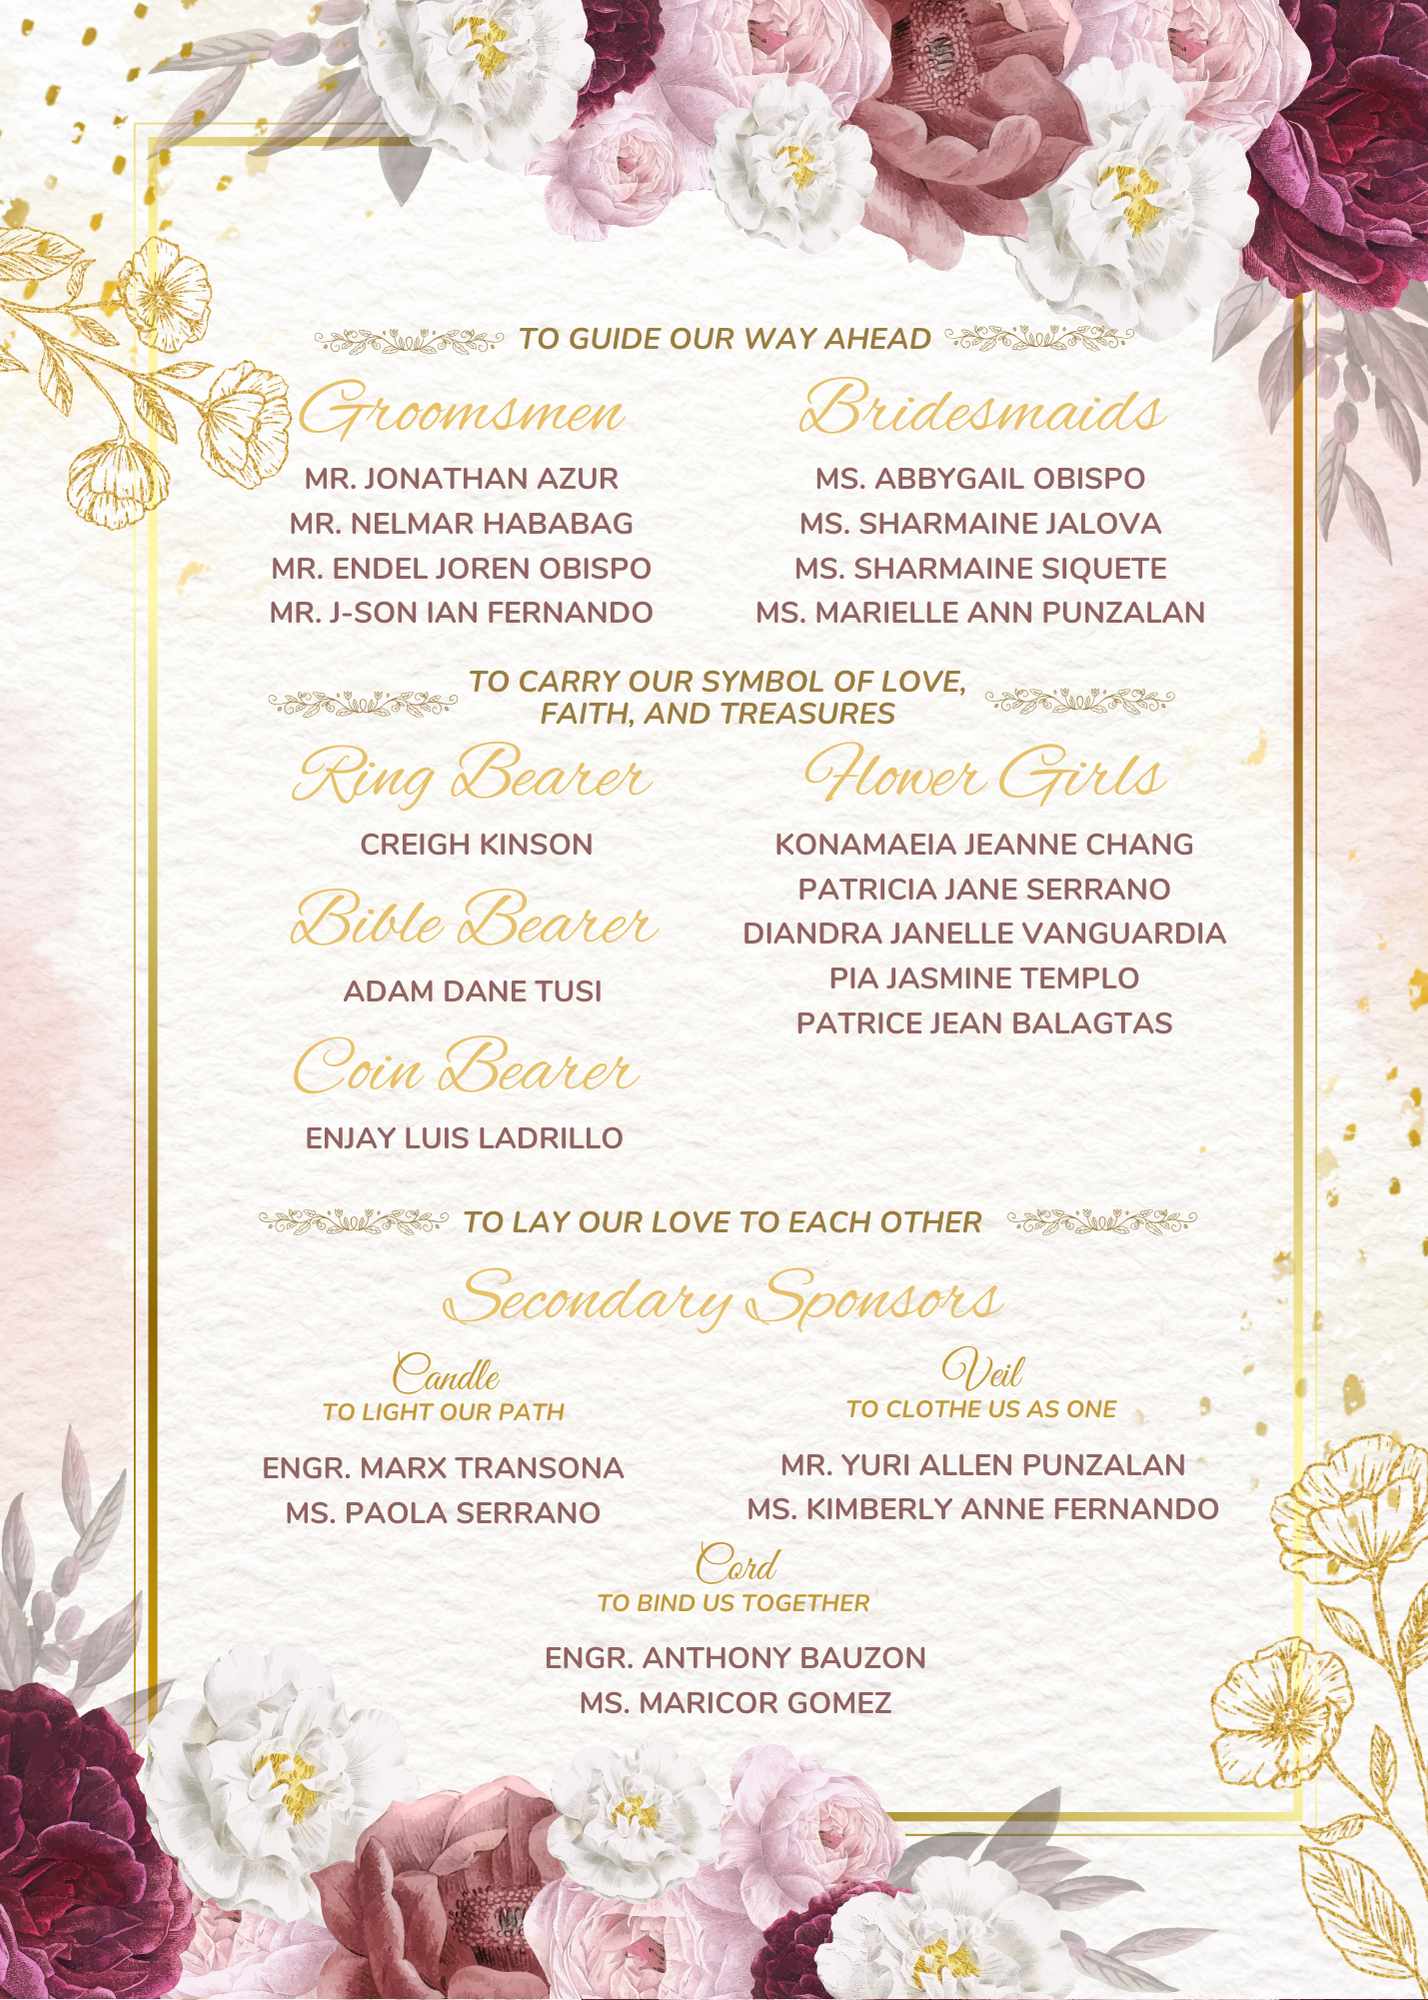 TO GUIDE OUR WAY AHEAD
Groomsmen
MR. JONATHAN AZUR
MR. NELMAR HABABAG
MR. ENDEL JOREN OBISPO
MR. J-SON IAN FERNANDO
Bridesmaids
MS. ABBYGAIL OBISPO
MS. SHARMAINE JALOVA
MS. SHARMAINE SIQUETE
MS. MARIELLE ANN PUNZALAN
TO CARRY OUR SYMBOL OF LOVE,
FAITH, AND TREASURES
Ring Bearer
CREIGH KINSON
Bible Bearer
ADAM DANE TUSI
Coin Bearer
ENJAY LUIS LADRILLO
Flower Girls
KONAMAEIA JEANNE CHANG
PATRICIA JANE SERRANO
DIANDRA JANELLE VANGUARDIA
PIA JASMINE TEMPLO
PATRICE JEAN BALAGTAS
TO LAY OUR LOVE TO EACH OTHER
Secondary Sponsors
Candle
TO LIGHT OUR PATH
ENGR. MARX TRANSONA
MS. PAOLA SERRANO
Veil
TO CLOTHE US AS ONE
MR. YURI ALLEN PUNZALAN
MS. KIMBERLY ANNE FERNANDO
Cord
TO BIND US TOGETHER
ENGR. ANTHONY BAUZON
MS. MARICOR GOMEZ